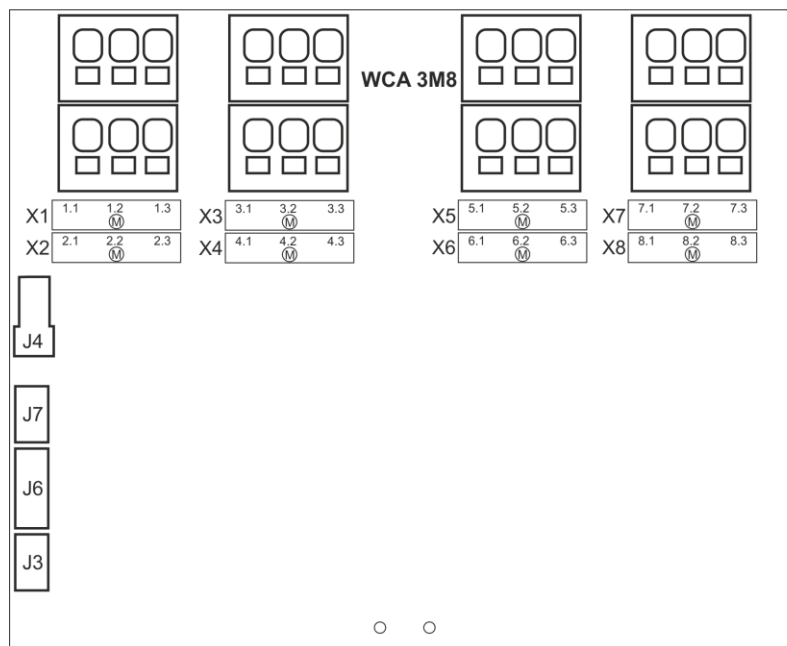 WCA 3M8
X1 1.1 1.2 1.3 X3 3.1 3.2 3.3 X5 5.1 5.2 5.3 X7 7.1 7.2 7.3
M M M M
X2 2.1 2.2 2.3 X4 4.1 4.2 4.3 X6 6.1 6.2 6.3 X8 8.1 8.2 8.3
M M M M
J4
J7
J6
J3